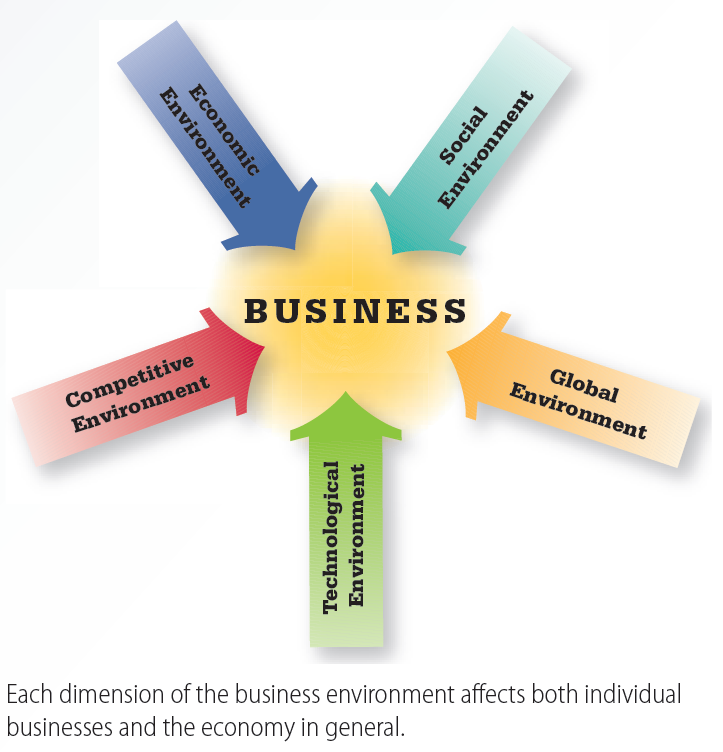 Economic
Environment
Social
Environment
BUSINESS
Competitive
Environment
Global
Environment
Technological
Environment
Each dimension of the business environment affects both individual
businesses and the economy in general.